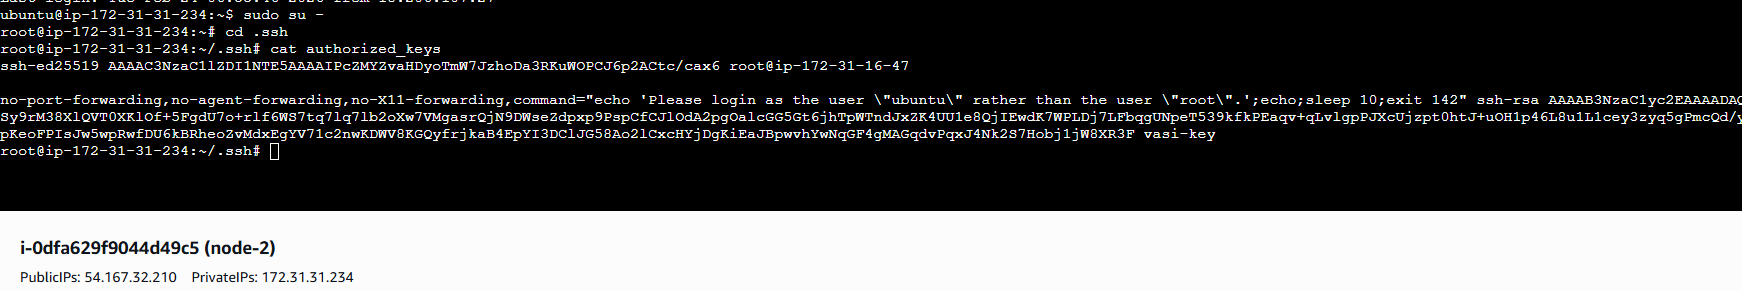 ubuntu@ip-172-31-31-234:~$ sudo su -
root@ip-172-31-31-234:~# cd .ssh
root@ip-172-31-31-234:~/.ssh# cat authorized_keys
ssh-ed25519 AAAAC3NzaC1lZDI1NTE5AAAAIPcZMYZvaHDyoTmW7JzhoDa3RKuWOPCJ6p2ACtc/cax6 root@ip-172-31-16-47
no-port-forwarding,no-agent-forwarding,no-X11-forwarding,command="echo 'Please login as the user \"ubuntu\" rather than the user \"root\".';echo;sleep 10;exit 142" ssh-rsa AAAAB3NzaC1yc2EAAAADAQ
Sy9rM38XlQVT0XKlOf+5FgdU7o+rlf6WS7tq7lq7lb2oXw7VMgasrQjN9DWseZdpxp9PspCfCJlOdA2pgOalcGG5Gt6jhTpWTndJxZK4UU1e8QjIEwdK7WPLDj7LFbqgUNpeT539kfkPEaqv+qLvlgpPJXcUjzpt0htJ+uOH1p46L8u1L1cey3zyq5gPmcQd/y
pKeoFPIsJw5wpRwfDU6kBRheoZvMdxEgYV71c2nwKDWV8KGQyfrjkaB4EpYI3DClJG58Ao2lCxcHYjDgKiEaJBpwvhYwNqGF4gMAGqdvPqxJ4Nk2S7Hobj1jW8XR3F vasi-key
root@ip-172-31-31-234:~/.ssh#
i-0dfa629f9044d49c5 (node-2)
PublicIPs: 54.167.32.210 PrivateIPs: 172.31.31.234